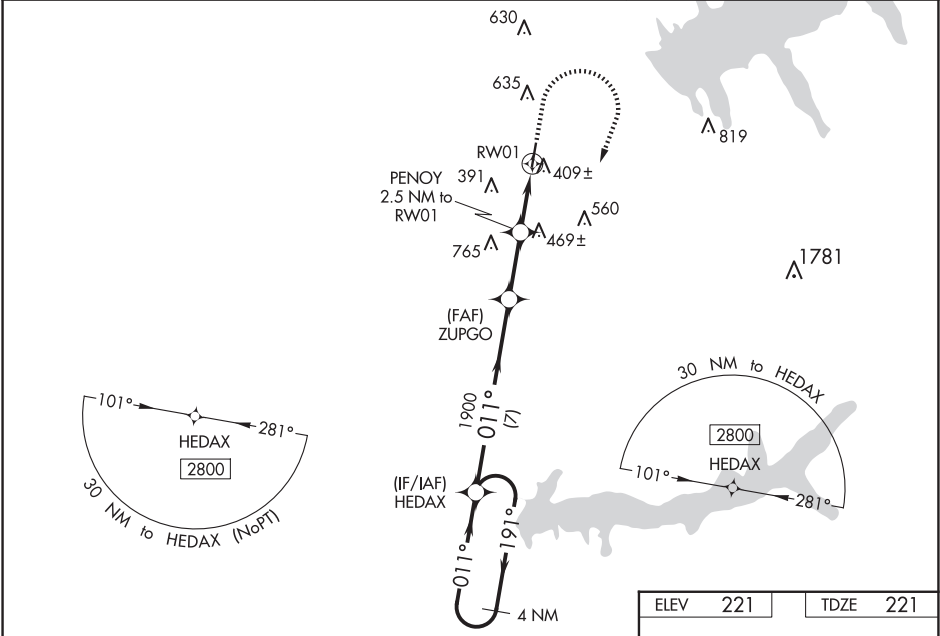 630
635
819
RW01
409±
PENOY
2.5 NM to
RW01
391
560
469±
765
1781
(FAF)
ZUPGO
30 NM to HEDAX
101°
281°
HEDAX
2800
30 NM to HEDAX (NoPT)
1900
011°
(7)
2800
HEDAX
101°
281°
(IF/IAF)
HEDAX
011°
191°
4 NM
ELEV 221
TDZE 221